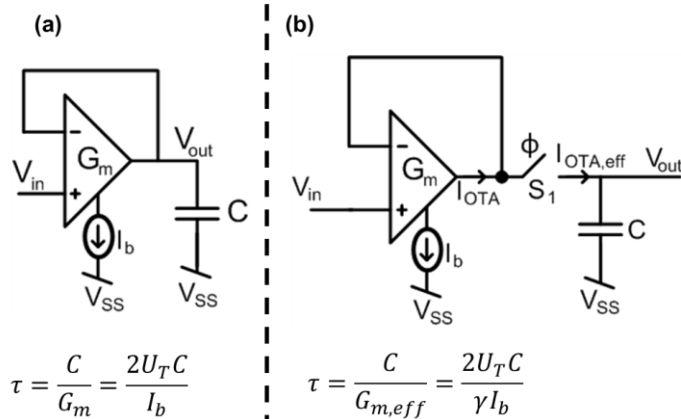 (a)
V_in
−
+
G_m
V_out
I_b
V_SS
C
V_SS
τ = C/G_m = 2U_T C/I_b
(b)
V_in
−
+
G_m
I_OTA
ϕ
S_1
I_OTA,eff
V_out
I_b
V_SS
C
V_SS
τ = C/G_m,eff = 2U_T C/γI_b